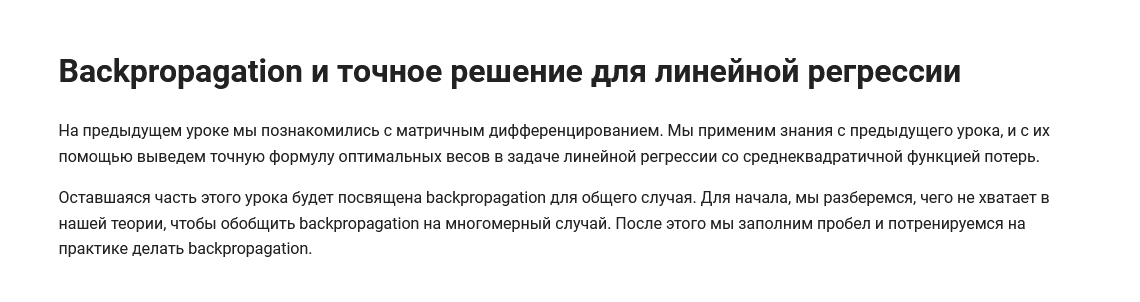 Backpropagation и точное решение для линейной регрессии
На предыдущем уроке мы познакомились с матричным дифференцированием. Мы применим знания с предыдущего урока, и с их
помощью выведем точную формулу оптимальных весов в задаче линейной регрессии со среднеквадратичной функцией потерь.
Оставшаяся часть этого урока будет посвящена backpropagation для общего случая. Для начала, мы разберемся, чего не хватает в
нашей теории, чтобы обобщить backpropagation на многомерный случай. После этого мы заполним пробел и потренируемся на
практике делать backpropagation.